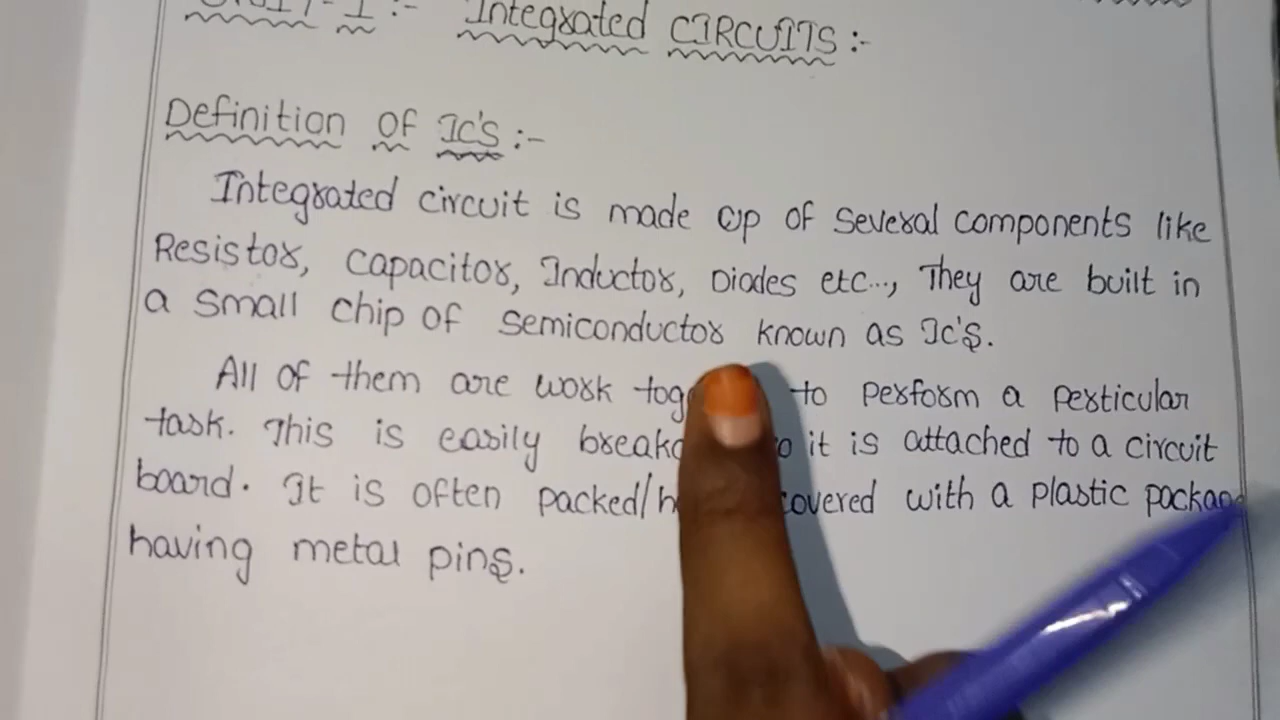 I :- Integrated CIRCUITS :-
Definition of IC's :-
Integrated circuit is made up of several components like
Resistor, capacitor, Inductor, Diodes etc..., They are built in
a small chip of semiconductor known as IC's.
All of them are work to perform a perticular
task. This is easily it is attached to a circuit
board. It is often packed/ covered with a plastic
having metal pins.